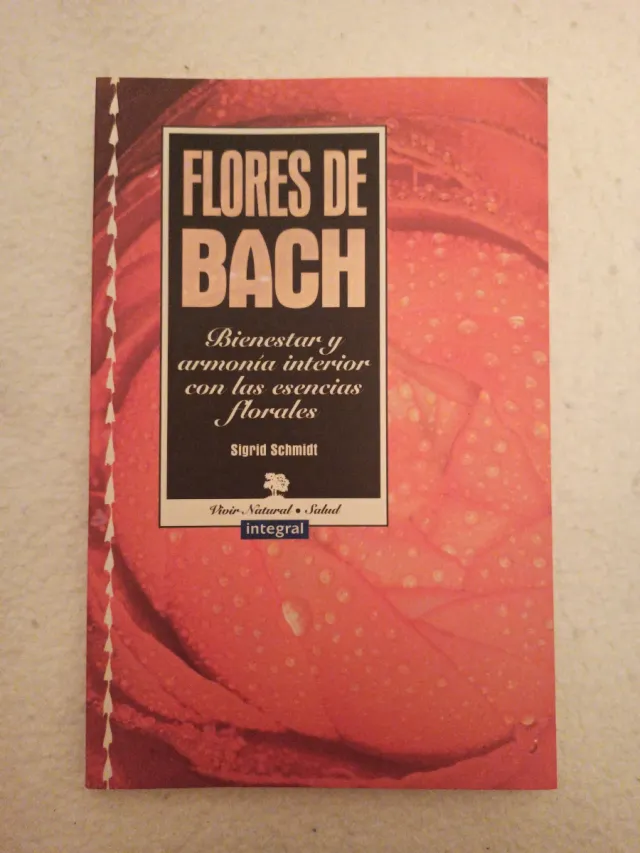 FLORES DE
BACH
Bienestar y
armonía interior
con las esencias
florales
Sigrid Schmidt
Vivir Natural • Salud
integral